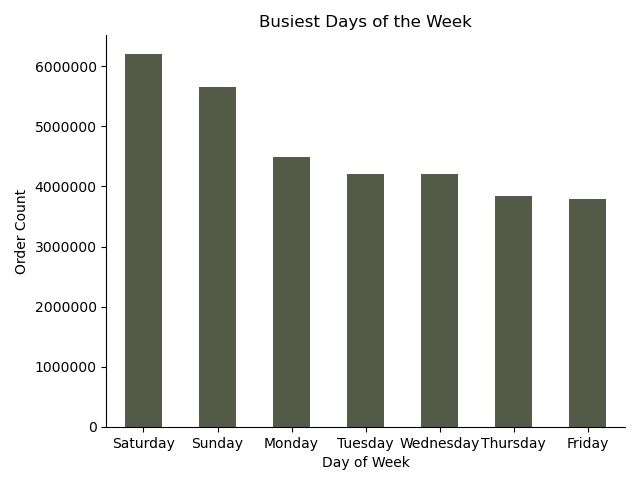 Busiest Days of the Week
Order Count
6000000
5000000
4000000
3000000
2000000
1000000
0
Saturday Sunday Monday Tuesday Wednesday Thursday Friday
Day of Week